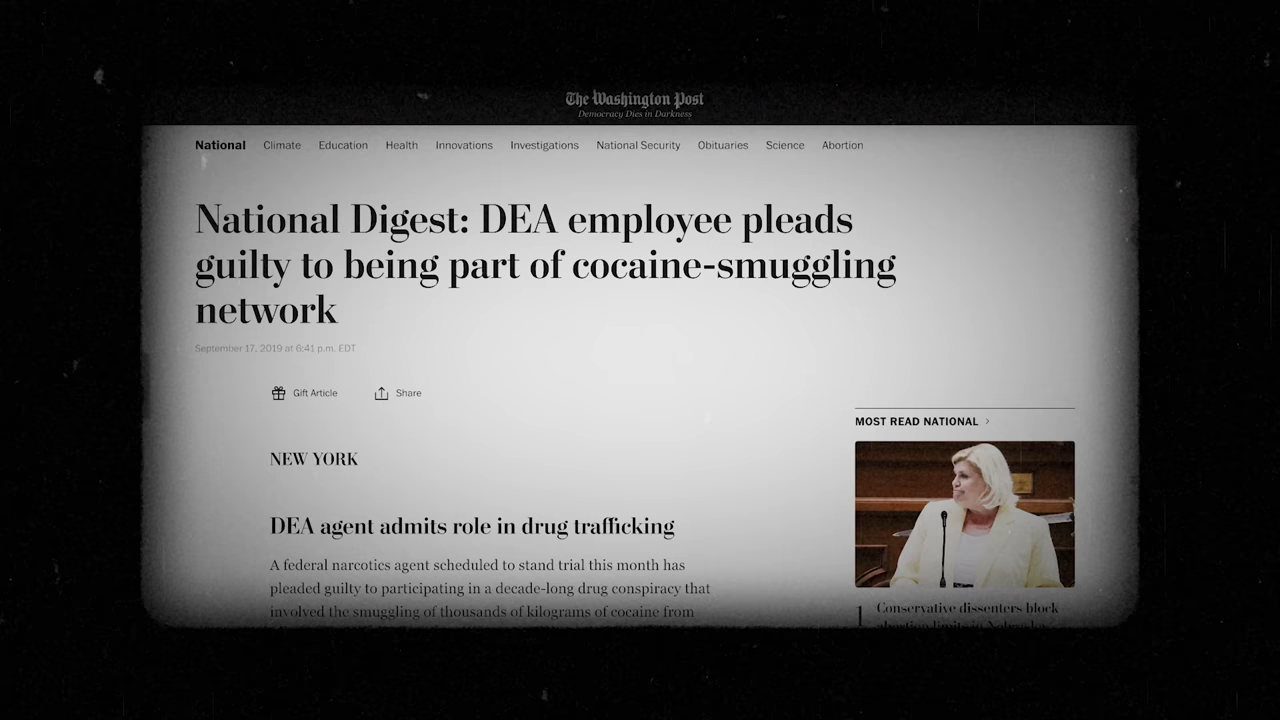 The Washington Post
Democracy Dies in Darkness
National Climate Education Health Innovations Investigations National Security Obituaries Science Abortion
National Digest: DEA employee pleads
guilty to being part of cocaine-smuggling
network
September 17, 2019 at 6:41 p.m. EDT
Gift Article Share
MOST READ NATIONAL
NEW YORK
DEA agent admits role in drug trafficking
A federal narcotics agent scheduled to stand trial this month has
pleaded guilty to participating in a decade-long drug conspiracy that
involved the smuggling of thousands of kilograms of cocaine from
1 Conservative dissenters block
abortion limits in